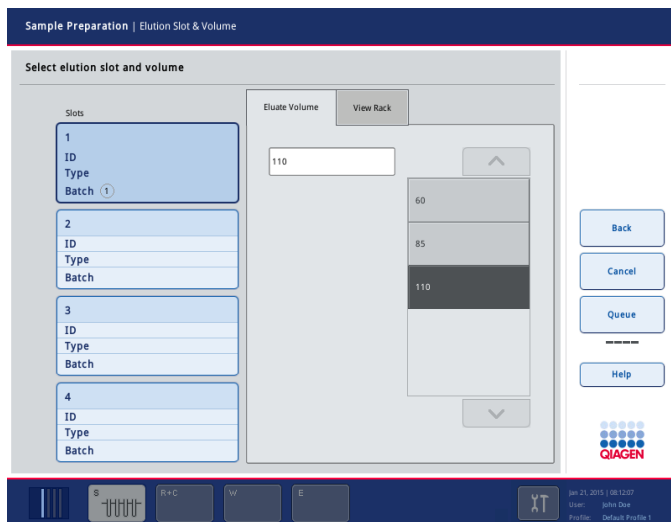 Sample Preparation | Elution Slot & Volume
Select elution slot and volume
Slots
1
ID
Type
Batch 1
2
ID
Type
Batch
3
ID
Type
Batch
4
ID
Type
Batch
Eluate Volume
View Rack
110
60
85
110
Back
Cancel
Queue
Help
QIAGEN
S
R+C
W
E
Jan 21, 2015 | 08:12:07
User: John Doe
Profile: Default Profile 1